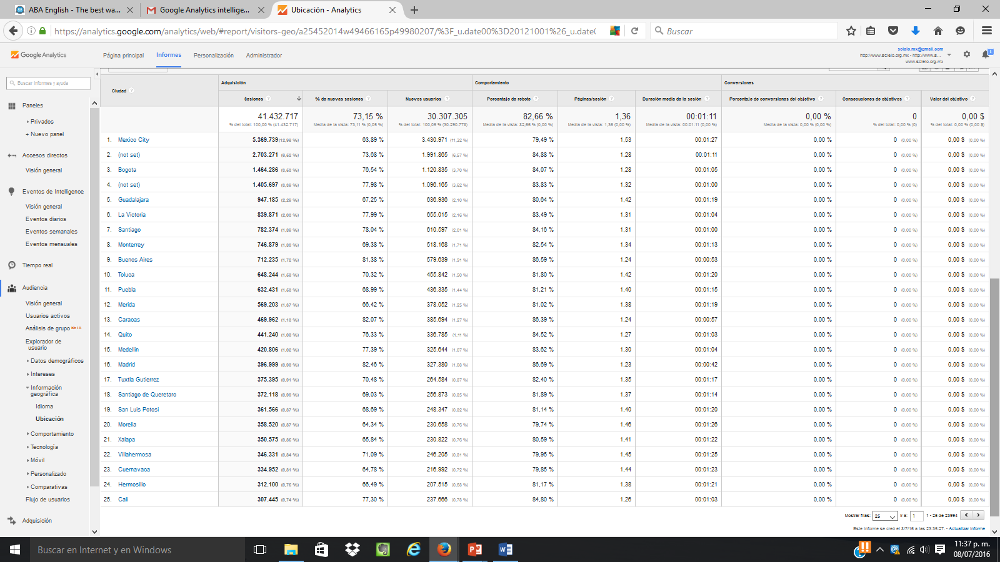 ABA English - The best wa...
Google Analytics intellige...
Ubicación - Analytics
https://analytics.google.com/analytics/web/#report/visitors-geo/a25452014w49466165p49980207/%3F_u.date00%3D20121001%26_u.date0
Buscar
Google Analytics
Página principal
Informes
Personalización
Administrador
http://www.scielo.org.mx - http://www.s...
www.scielo.org.mx
Buscar informes y ayuda
Paneles
Privados
+ Nuevo panel
Accesos directos
Visión general
Eventos de Intelligence
Visión general
Eventos diarios
Eventos semanales
Eventos mensuales
Tiempo real
Audiencia
Visión general
Usuarios activos
Análisis de grupo BETA
Explorador de
usuario
Datos demográficos
Intereses
Información
geográfica
Idioma
Ubicación
Comportamiento
Tecnología
Móvil
Personalizado
Comparativas
Flujo de usuarios
Adquisición
Ciudad
Adquisición Comportamiento Conversiones
Sesiones % de nuevas sesiones Nuevos usuarios Porcentaje de rebote Páginas/sesión Duración media de la sesión Porcentaje de conversiones del objetivo Consecuciones de objetivos Valor del objetivo
41.432.717 73,15 % 30.307.305 82,66 % 1,36 00:01:11 0,00 % 0 0,00 $
% del total: 100,00 % (41.432.717) Media de la vista: 73,11 % (0,05 %) % del total: 100,05 % (30.290.778) Media de la vista: 82,66 % (0,00 %) Media de la vista: 1,36 (0,00 %) Media de la vista: 00:01:11 (0,00 %) Media de la vista: 0,00 % (0,00 %) % del total: 0,00 % (0) % del total: 0,00 % (0,00 $)
1. Mexico City 5.369.739 (12,96 %) 63,89 % 3.430.971 (11,32 %) 79,49 % 1,53 00:01:27 0,00 % 0 (0,00 %) 0,00 $ (0,00 %)
2. (not set) 2.703.271 (6,52 %) 73,68 % 1.991.865 (6,57 %) 84,88 % 1,28 00:01:11 0,00 % 0 (0,00 %) 0,00 $ (0,00 %)
3. Bogota 1.464.286 (3,53 %) 76,54 % 1.120.835 (3,70 %) 84,07 % 1,28 00:01:05 0,00 % 0 (0,00 %) 0,00 $ (0,00 %)
4. (not set) 1.405.697 (3,39 %) 77,98 % 1.096.165 (3,62 %) 83,83 % 1,32 00:01:00 0,00 % 0 (0,00 %) 0,00 $ (0,00 %)
5. Guadalajara 947.185 (2,29 %) 67,25 % 636.936 (2,10 %) 80,64 % 1,42 00:01:19 0,00 % 0 (0,00 %) 0,00 $ (0,00 %)
6. La Victoria 839.871 (2,03 %) 77,99 % 655.015 (2,16 %) 83,49 % 1,31 00:01:04 0,00 % 0 (0,00 %) 0,00 $ (0,00 %)
7. Santiago 782.374 (1,89 %) 78,04 % 610.597 (2,01 %) 84,16 % 1,31 00:01:00 0,00 % 0 (0,00 %) 0,00 $ (0,00 %)
8. Monterrey 746.879 (1,80 %) 69,38 % 518.168 (1,71 %) 82,54 % 1,34 00:01:13 0,00 % 0 (0,00 %) 0,00 $ (0,00 %)
9. Buenos Aires 712.235 (1,72 %) 81,38 % 579.639 (1,91 %) 86,59 % 1,24 00:00:53 0,00 % 0 (0,00 %) 0,00 $ (0,00 %)
10. Toluca 648.244 (1,56 %) 70,32 % 455.842 (1,50 %) 81,80 % 1,42 00:01:20 0,00 % 0 (0,00 %) 0,00 $ (0,00 %)
11. Puebla 632.431 (1,53 %) 68,99 % 436.335 (1,44 %) 81,21 % 1,40 00:01:15 0,00 % 0 (0,00 %) 0,00 $ (0,00 %)
12. Merida 569.203 (1,37 %) 66,42 % 378.052 (1,25 %) 81,02 % 1,38 00:01:19 0,00 % 0 (0,00 %) 0,00 $ (0,00 %)
13. Caracas 469.962 (1,13 %) 82,07 % 385.694 (1,27 %) 86,39 % 1,24 00:00:57 0,00 % 0 (0,00 %) 0,00 $ (0,00 %)
14. Quito 441.240 (1,06 %) 76,33 % 336.785 (1,11 %) 84,52 % 1,27 00:01:03 0,00 % 0 (0,00 %) 0,00 $ (0,00 %)
15. Medellin 420.806 (1,02 %) 77,39 % 325.644 (1,07 %) 83,62 % 1,30 00:01:04 0,00 % 0 (0,00 %) 0,00 $ (0,00 %)
16. Madrid 396.999 (0,96 %) 82,46 % 327.380 (1,08 %) 86,69 % 1,23 00:00:42 0,00 % 0 (0,00 %) 0,00 $ (0,00 %)
17. Tuxtla Gutierrez 375.395 (0,91 %) 70,48 % 264.584 (0,87 %) 82,40 % 1,35 00:01:17 0,00 % 0 (0,00 %) 0,00 $ (0,00 %)
18. Santiago de Queretaro 372.118 (0,90 %) 69,03 % 256.873 (0,85 %) 81,89 % 1,37 00:01:14 0,00 % 0 (0,00 %) 0,00 $ (0,00 %)
19. San Luis Potosi 361.566 (0,87 %) 68,69 % 248.347 (0,82 %) 81,14 % 1,40 00:01:20 0,00 % 0 (0,00 %) 0,00 $ (0,00 %)
20. Morelia 358.520 (0,87 %) 64,34 % 230.658 (0,76 %) 79,74 % 1,46 00:01:26 0,00 % 0 (0,00 %) 0,00 $ (0,00 %)
21. Xalapa 350.575 (0,85 %) 65,84 % 230.822 (0,76 %) 80,59 % 1,41 00:01:22 0,00 % 0 (0,00 %) 0,00 $ (0,00 %)
22. Villahermosa 346.331 (0,84 %) 71,09 % 246.205 (0,81 %) 79,95 % 1,45 00:01:25 0,00 % 0 (0,00 %) 0,00 $ (0,00 %)
23. Cuernavaca 334.952 (0,81 %) 64,78 % 216.992 (0,72 %) 79,85 % 1,44 00:01:23 0,00 % 0 (0,00 %) 0,00 $ (0,00 %)
24. Hermosillo 312.100 (0,75 %) 66,49 % 207.515 (0,68 %) 81,17 % 1,38 00:01:21 0,00 % 0 (0,00 %) 0,00 $ (0,00 %)
25. Cali 307.445 (0,74 %) 77,30 % 237.666 (0,78 %) 84,80 % 1,26 00:01:03 0,00 % 0 (0,00 %) 0,00 $ (0,00 %)
Mostrar filas: 25 Ir a: 1 1 - 25 de 23994
Este informe se creó el 8/7/16 a las 23:35:27. - Actualizar informe
Buscar en Internet y en Windows
11:37 p. m.
08/07/2016